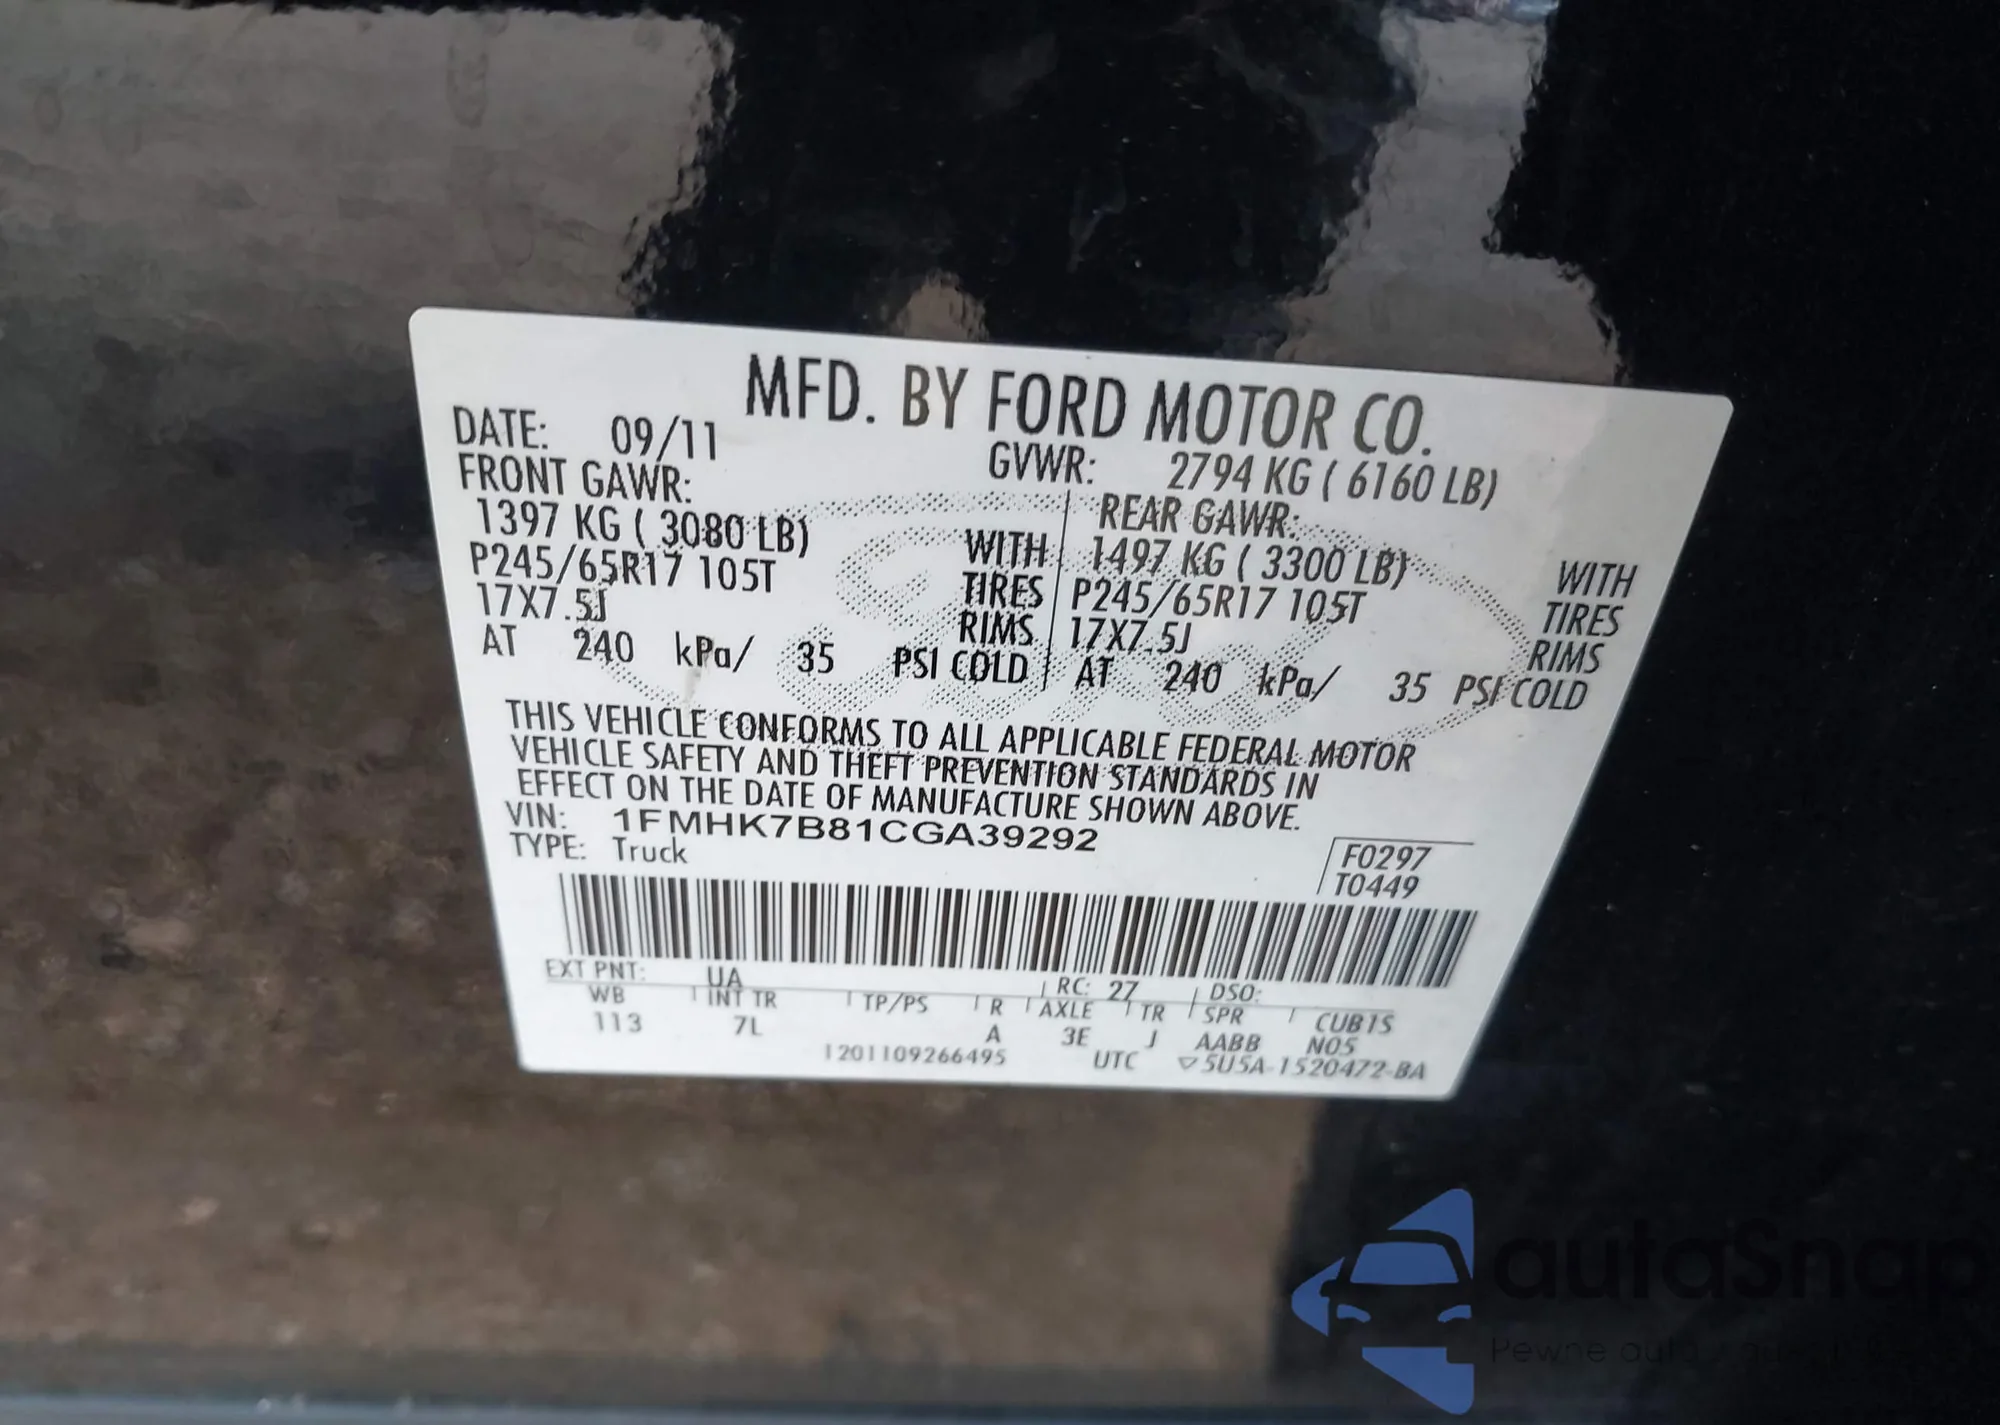 MFD. BY FORD MOTOR CO.
DATE: 09/11 GVWR: 2794 KG ( 6160 LB)
FRONT GAWR: REAR GAWR:
1397 KG ( 3080 LB) WITH 1497 KG ( 3300 LB) WITH
P245/65R17 105T TIRES P245/65R17 105T TIRES
17X7.5J RIMS 17X7.5J RIMS
AT 240 kPa/ 35 PSI COLD AT 240 kPa/ 35 PSI COLD
THIS VEHICLE CONFORMS TO ALL APPLICABLE FEDERAL MOTOR
VEHICLE SAFETY AND THEFT PREVENTION STANDARDS IN
EFFECT ON THE DATE OF MANUFACTURE SHOWN ABOVE.
VIN: 1FMHK7B81CGA39292
TYPE: Truck
F0297
T0449
EXT PNT: UA RC: 27 DSO:
WB INT TR TP/PS R AXLE TR SPR CUB1S
113 7L A 3E J AABB N05
1201109266495 UTC ▽5U5A-1520472-BA
autoSnap
Pewne auta